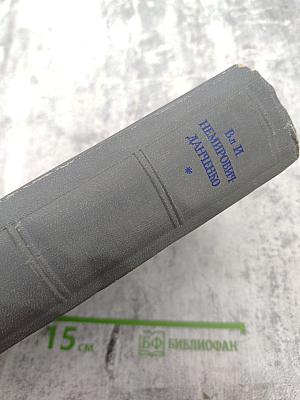 Вл И
НЕМИРОВИЧ
ДАНЧЕНКО
*
15 см
БФ БИБЛИОФАН